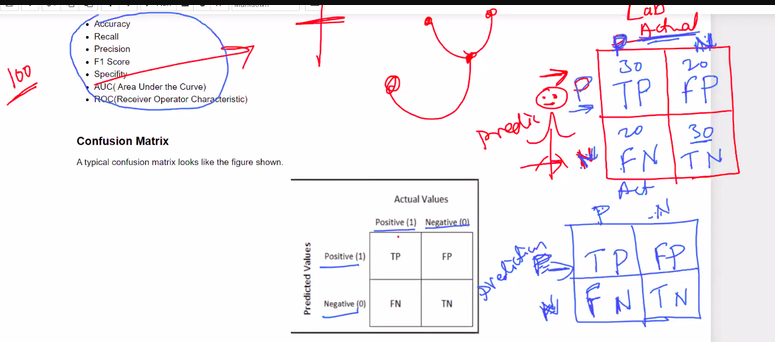 Accuracy
Recall
Precision
F1 Score
Specifity
AUC( Area Under the Curve)
ROC(Receiver Operator Characteristic)
100
Confusion Matrix
A typical confusion matrix looks like the figure shown.
Actual Values
Positive (1) Negative (0)
Predicted Values
Positive (1) TP FP
Negative (0) FN TN
Lab
Actual
P N
30 20
P TP FP
predic
20 30
N FN TN
Act
P N
prediction
P TP FP
N FN TN